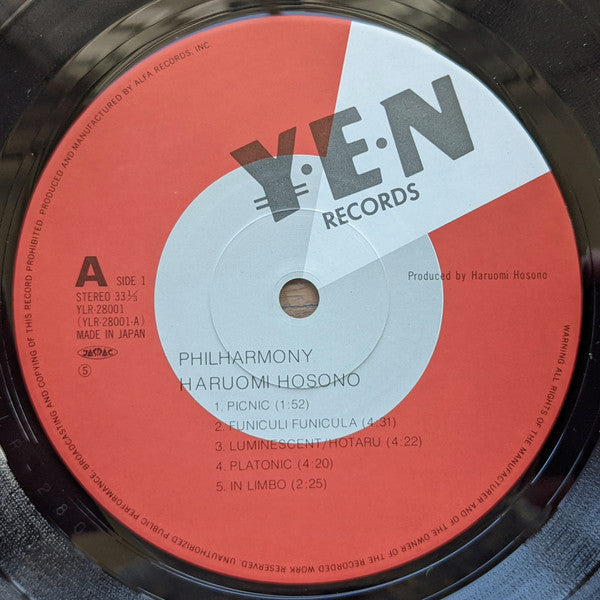 Y·E·N
RECORDS
A SIDE 1
STEREO 33⅓
YLR-28001
(YLR-28001-A)
MADE IN JAPAN
JASRAC
⑤
Produced by Haruomi Hosono
PHILHARMONY
HARUOMI HOSONO
1. PICNIC (1:52)
2. FUNICULI FUNICULA (4:31)
3. LUMINESCENT/HOTARU (4:22)
4. PLATONIC (4:20)
5. IN LIMBO (2:25)
WARNING ALL RIGHTS OF THE MANUFACTURER AND OF THE OWNER OF THE RECORDED WORK RESERVED. UNAUTHORIZED PUBLIC PERFORMANCE, BROADCASTING AND COPYING OF THIS RECORD PROHIBITED. PRODUCED AND MANUFACTURED BY ALFA RECORDS, INC.